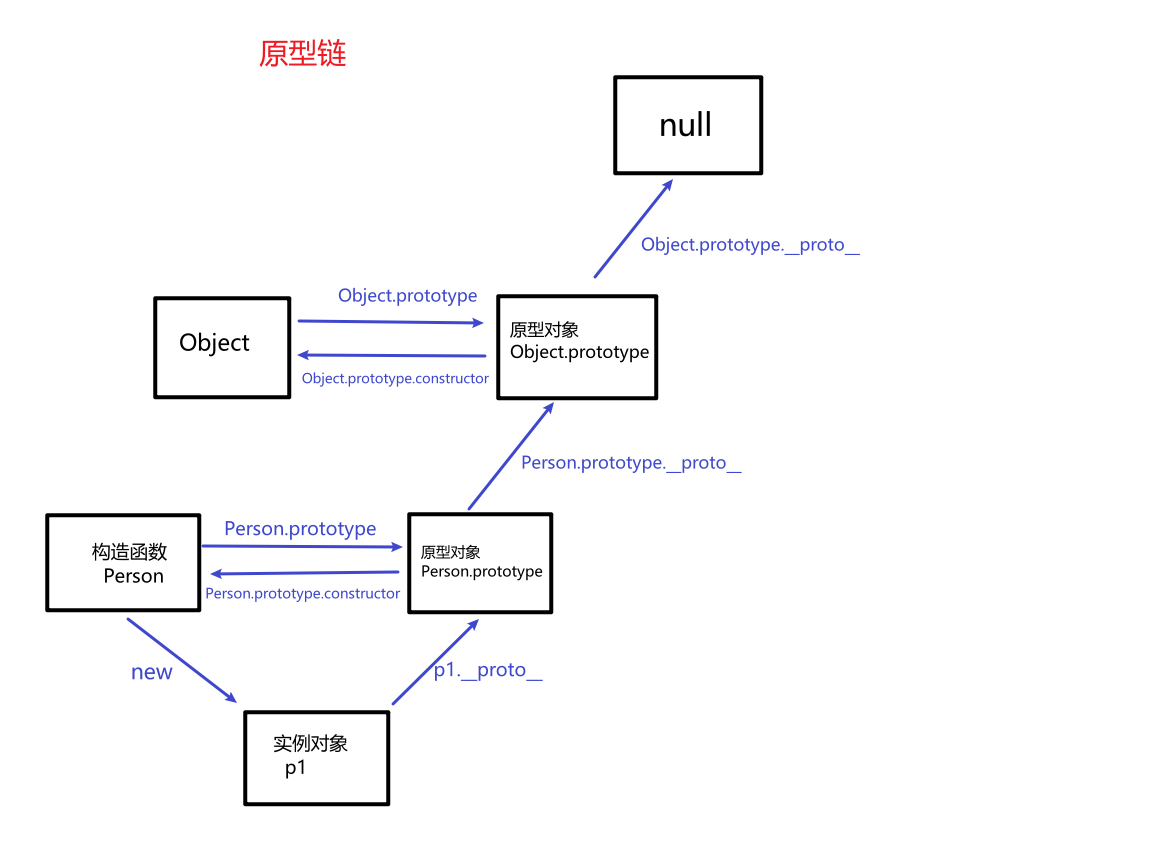 原型链
null
Object.prototype.__proto__
Object.prototype
Object
原型对象
Object.prototype
Object.prototype.constructor
Person.prototype.__proto__
Person.prototype
构造函数
Person
原型对象
Person.prototype
Person.prototype.constructor
new
p1.__proto__
实例对象
p1